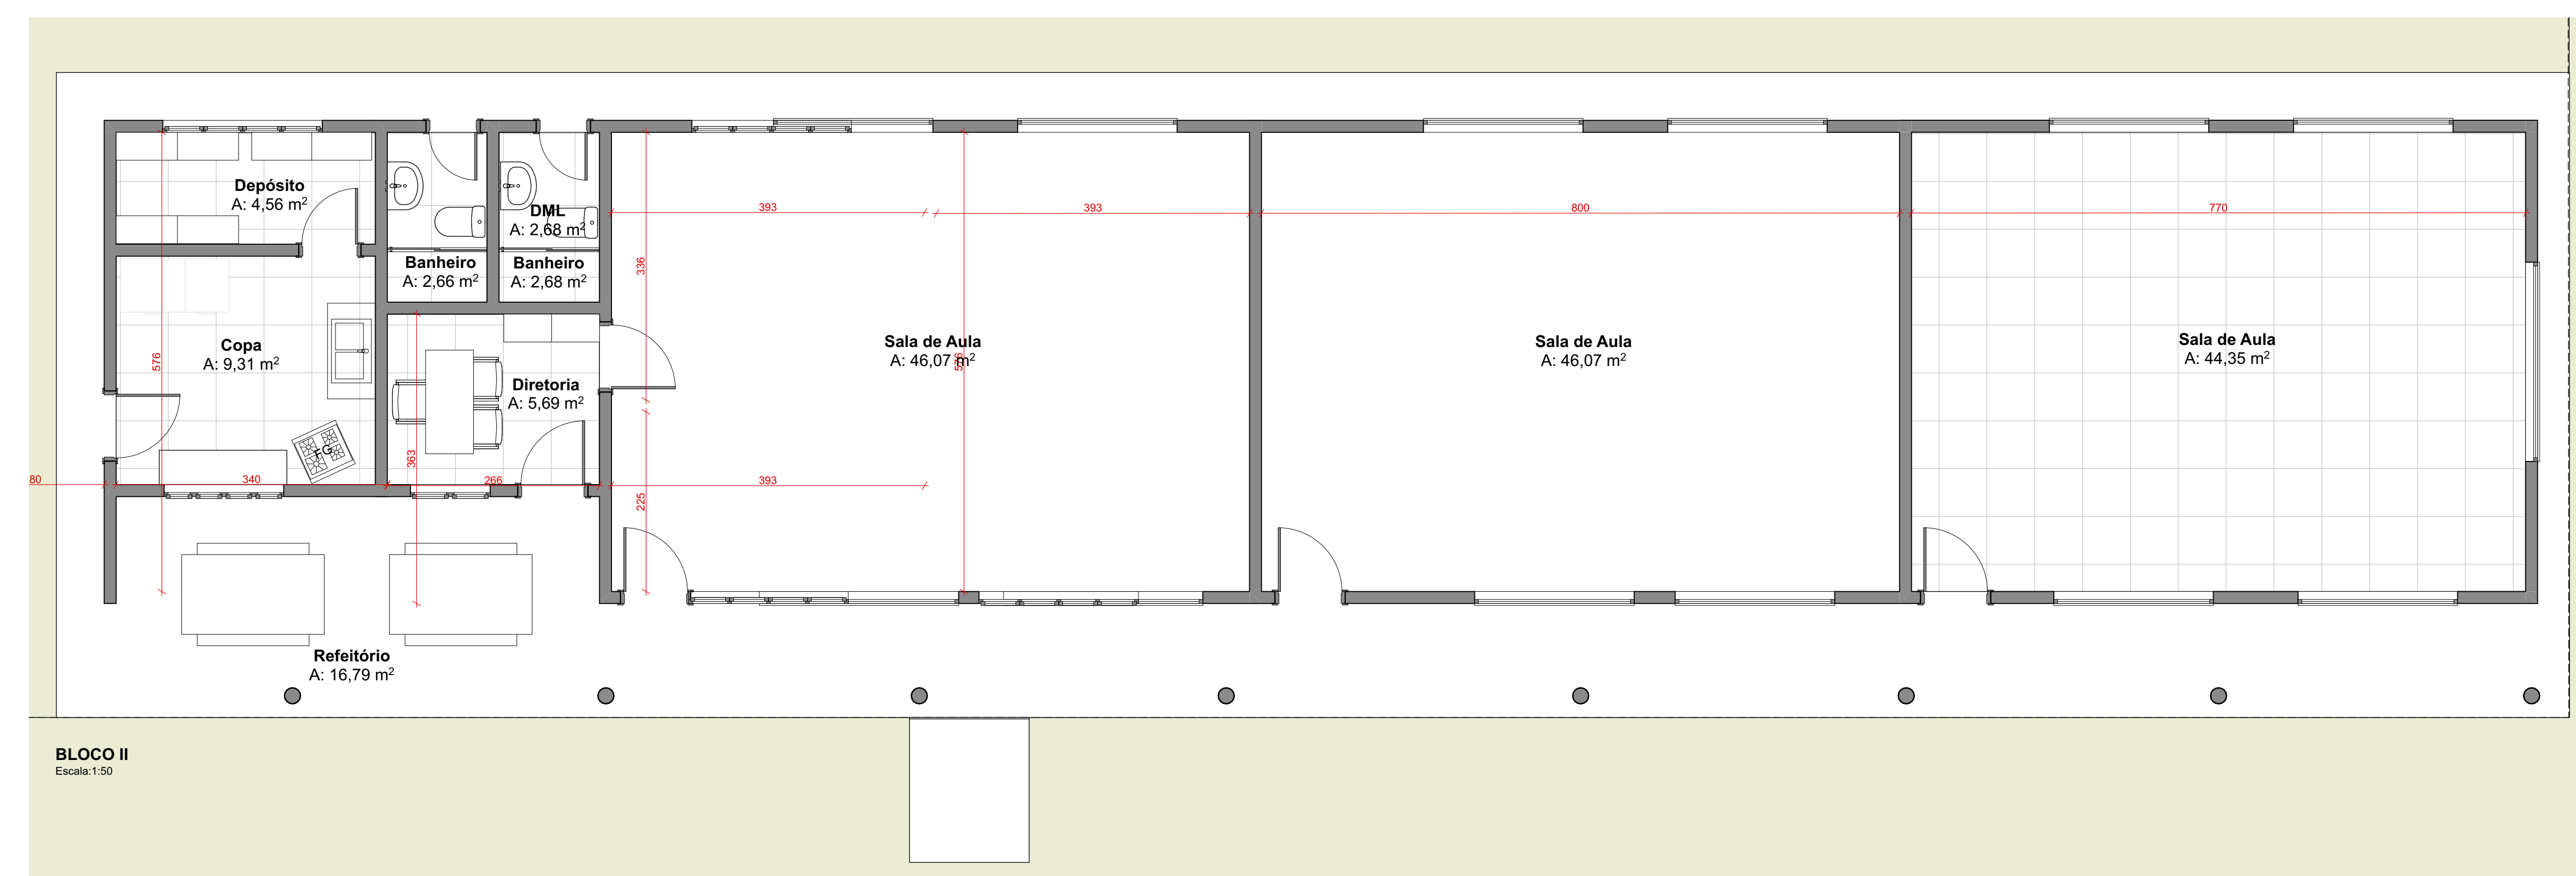 Depósito
A: 4,56 m²
DML
A: 2,68 m²
393
393
800
770
Banheiro
A: 2,66 m²
Banheiro
A: 2,68 m²
336
Copa
A: 9,31 m²
576
Sala de Aula
A: 46,07 m²
576
Sala de Aula
A: 46,07 m²
Sala de Aula
A: 44,35 m²
Diretoria
A: 5,69 m²
FG
363
80
340
266
393
225
Refeitório
A: 16,79 m²
BLOCO II
Escala:1:50